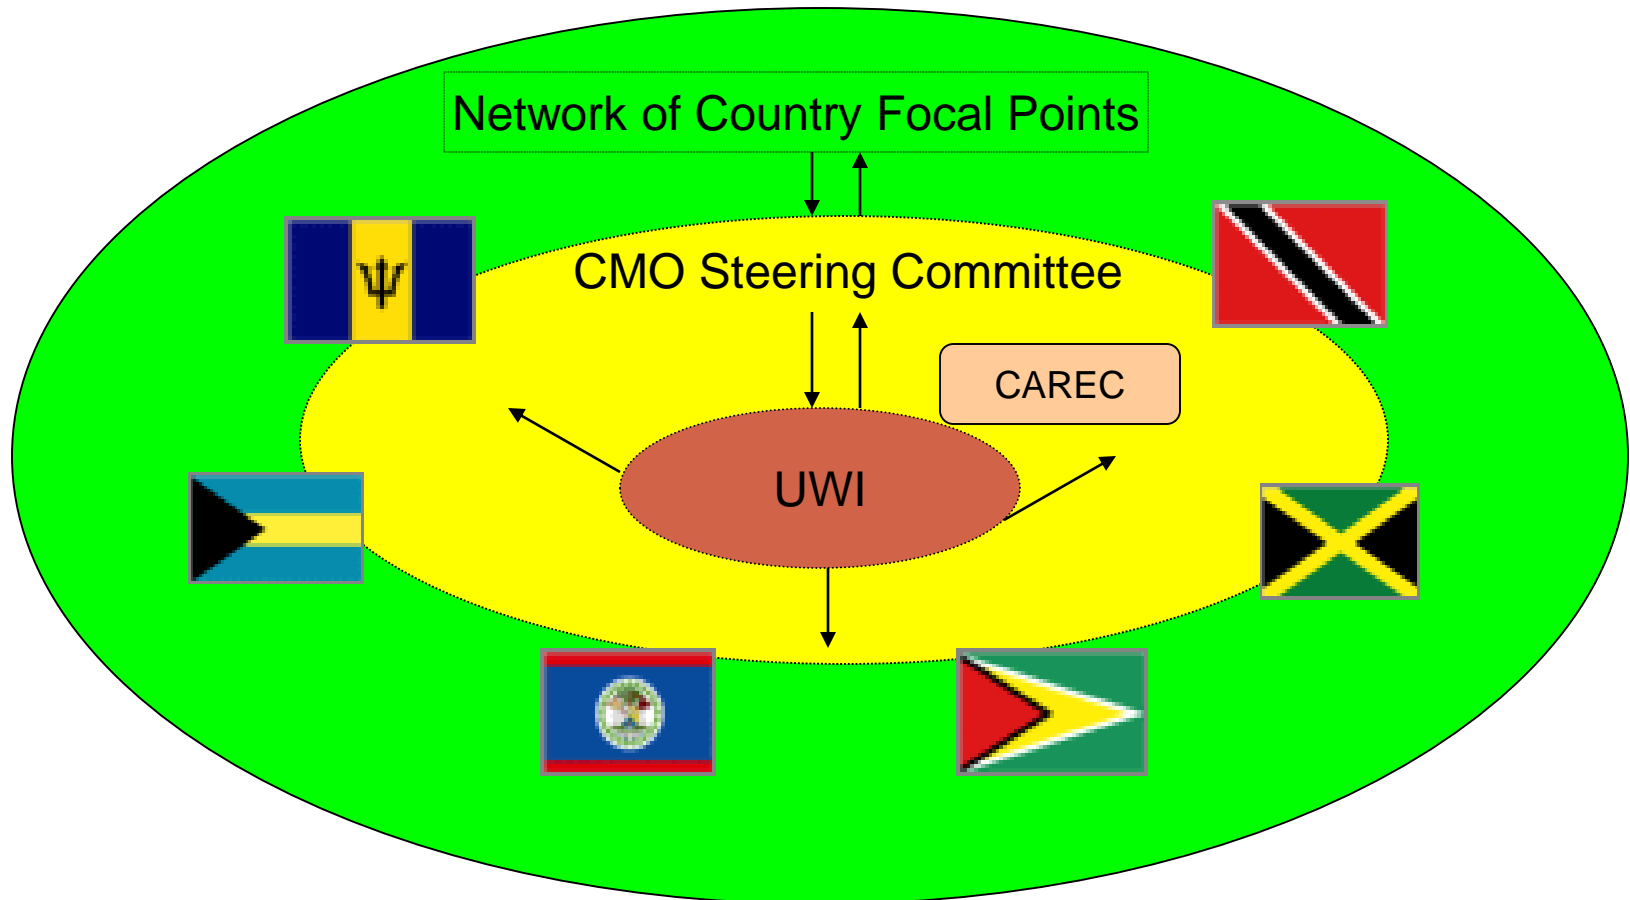 Network of Country Focal Points
CMO Steering Committee
CAREC
UWI